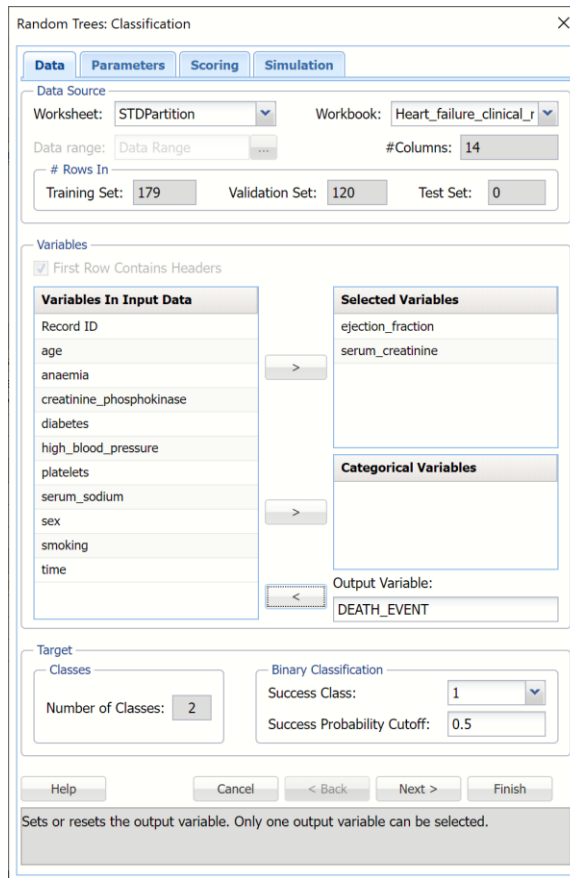 Random Trees: Classification
Data Parameters Scoring Simulation
Data Source
Worksheet: STDPartition Workbook: Heart_failure_clinical_r
Data range: Data Range ... #Columns: 14
# Rows In
Training Set: 179 Validation Set: 120 Test Set: 0
Variables
First Row Contains Headers
Variables In Input Data
Record ID
age
anaemia
creatinine_phosphokinase
diabetes
high_blood_pressure
platelets
serum_sodium
sex
smoking
time
>
>
<
Selected Variables
ejection_fraction
serum_creatinine
Categorical Variables
Output Variable:
DEATH_EVENT
Target
Classes
Number of Classes: 2
Binary Classification
Success Class: 1
Success Probability Cutoff: 0.5
Help Cancel < Back Next > Finish
Sets or resets the output variable. Only one output variable can be selected.